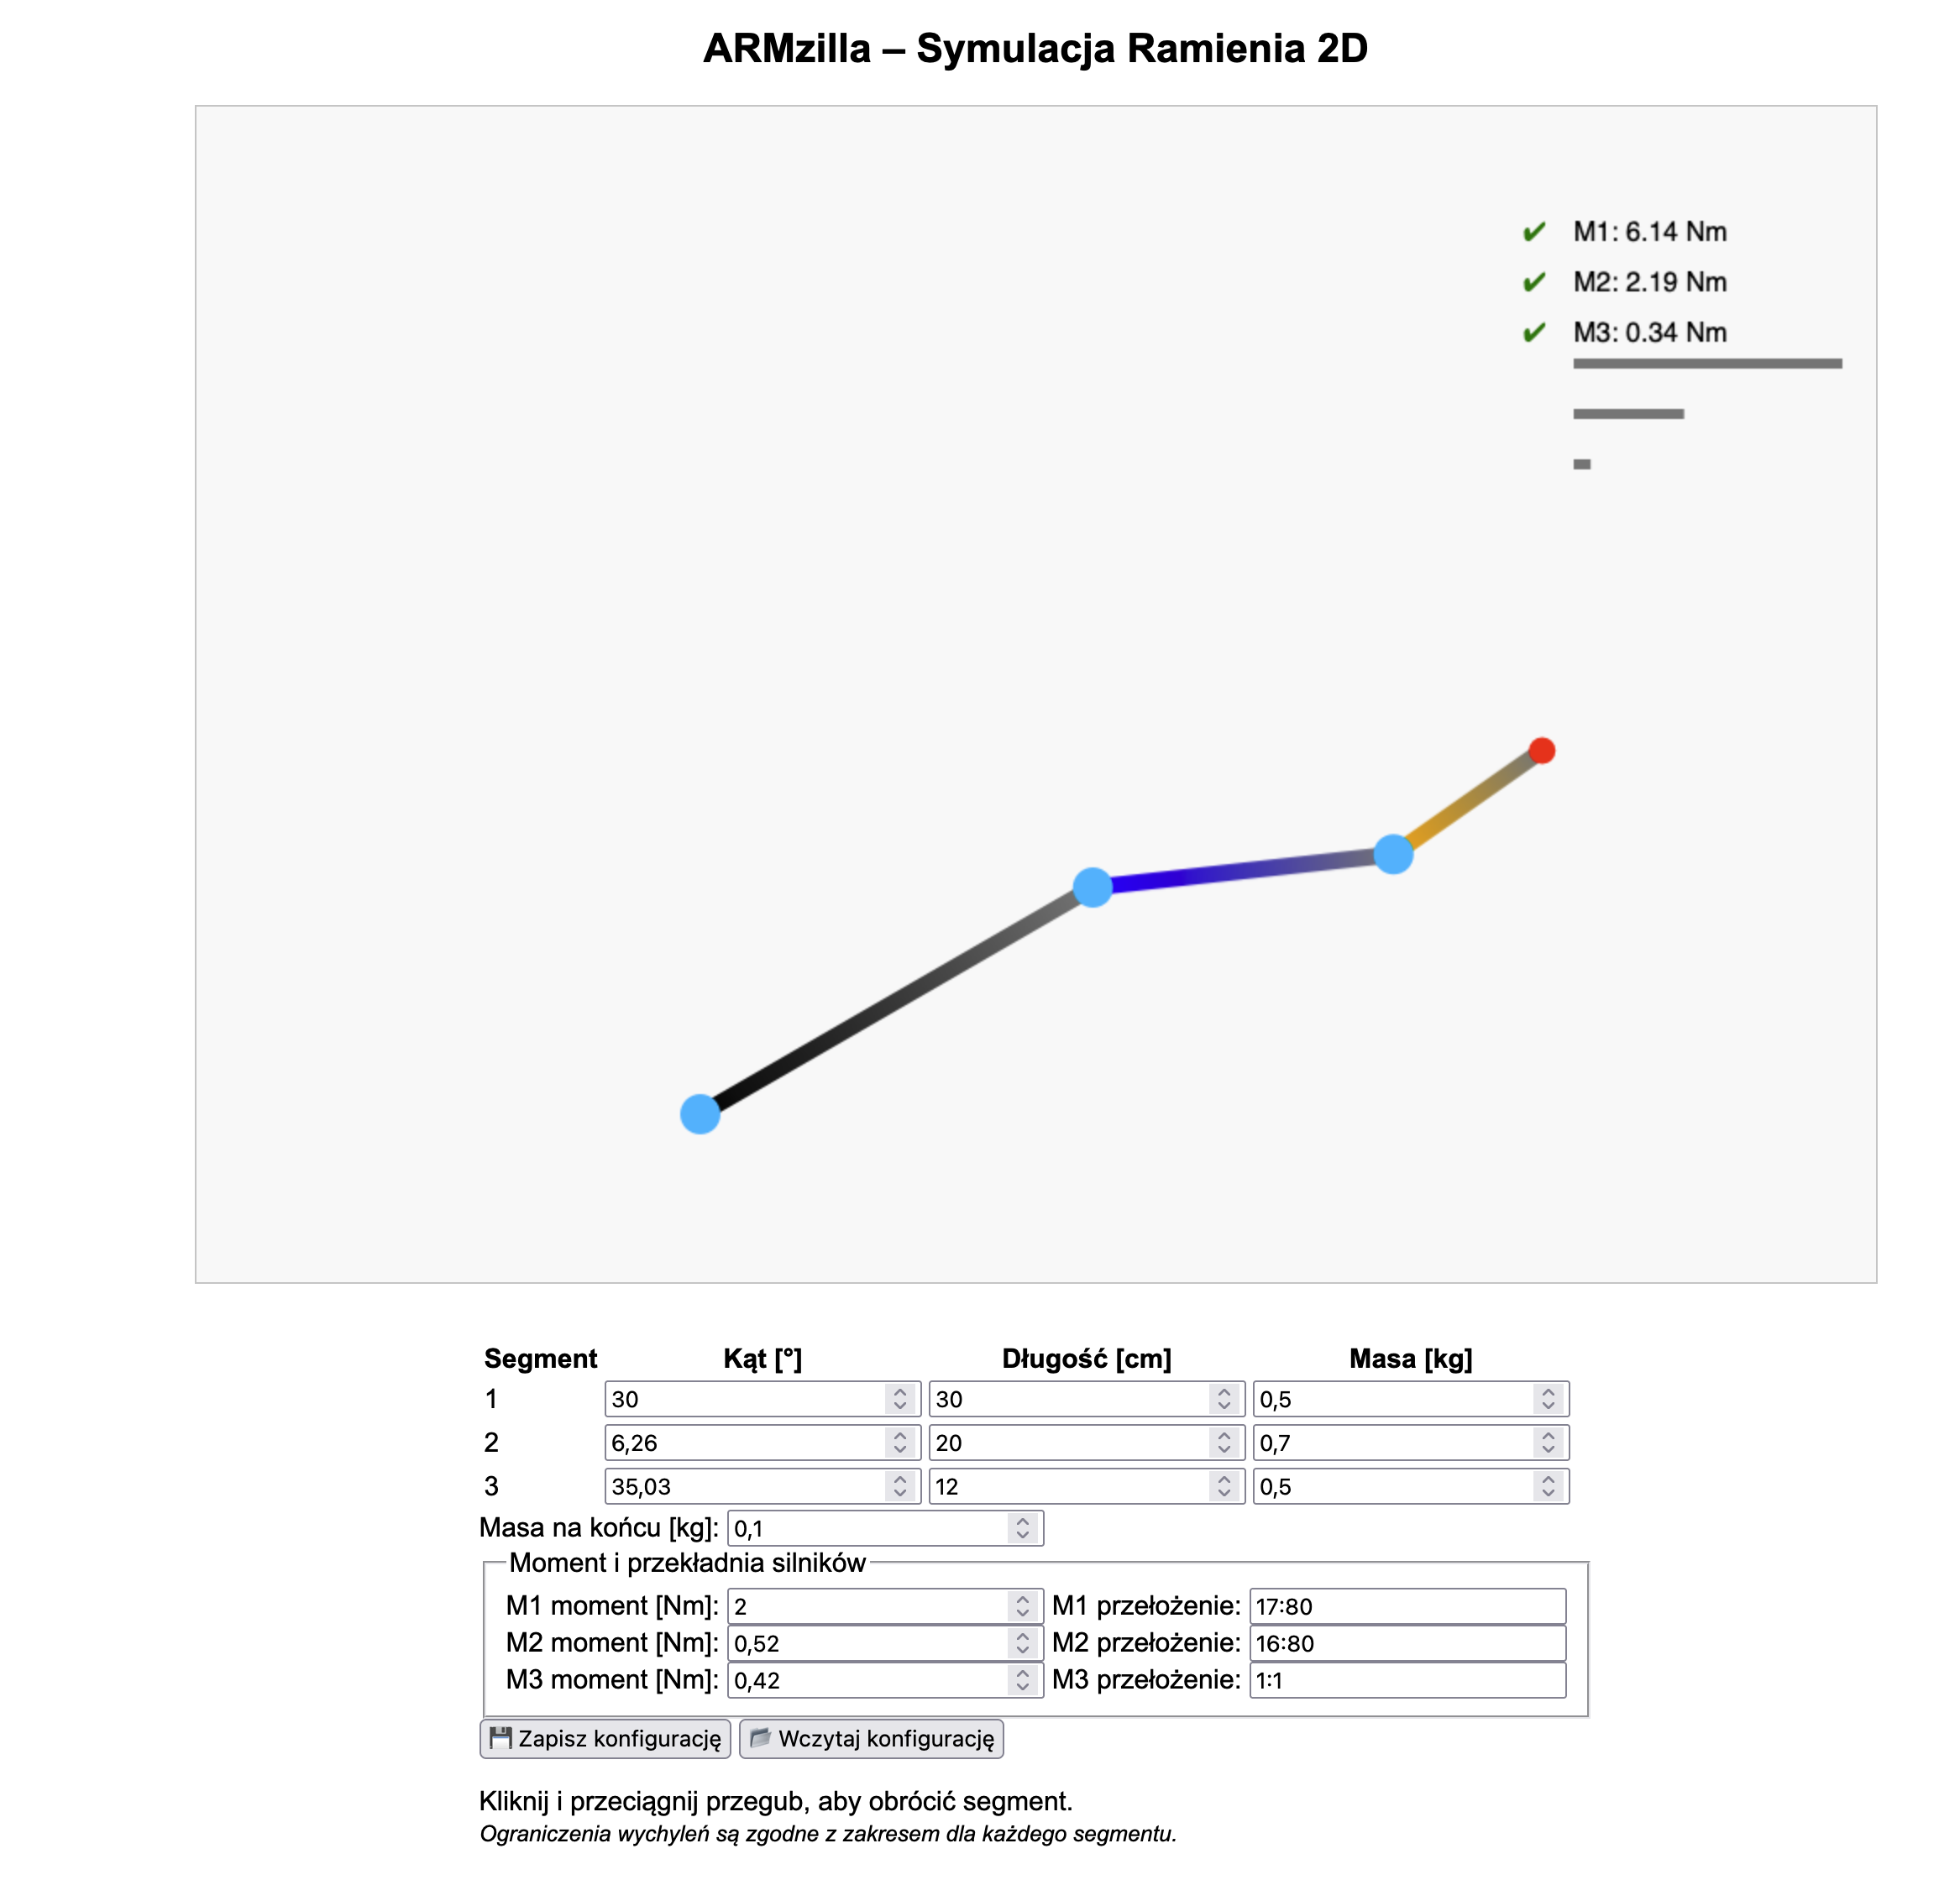 ARMzilla – Symulacja Ramienia 2D
✔ M1: 6.14 Nm
✔ M2: 2.19 Nm
✔ M3: 0.34 Nm
Segment Kąt [°] Długość [cm] Masa [kg]
1 30 30 0,5
2 6,26 20 0,7
3 35,03 12 0,5
Masa na końcu [kg]: 0,1
Moment i przekładnia silników
M1 moment [Nm]: 2 M1 przełożenie: 17:80
M2 moment [Nm]: 0,52 M2 przełożenie: 16:80
M3 moment [Nm]: 0,42 M3 przełożenie: 1:1
💾 Zapisz konfigurację 📂 Wczytaj konfigurację
Kliknij i przeciągnij przegub, aby obrócić segment.
Ograniczenia wychyleń są zgodne z zakresem dla każdego segmentu.